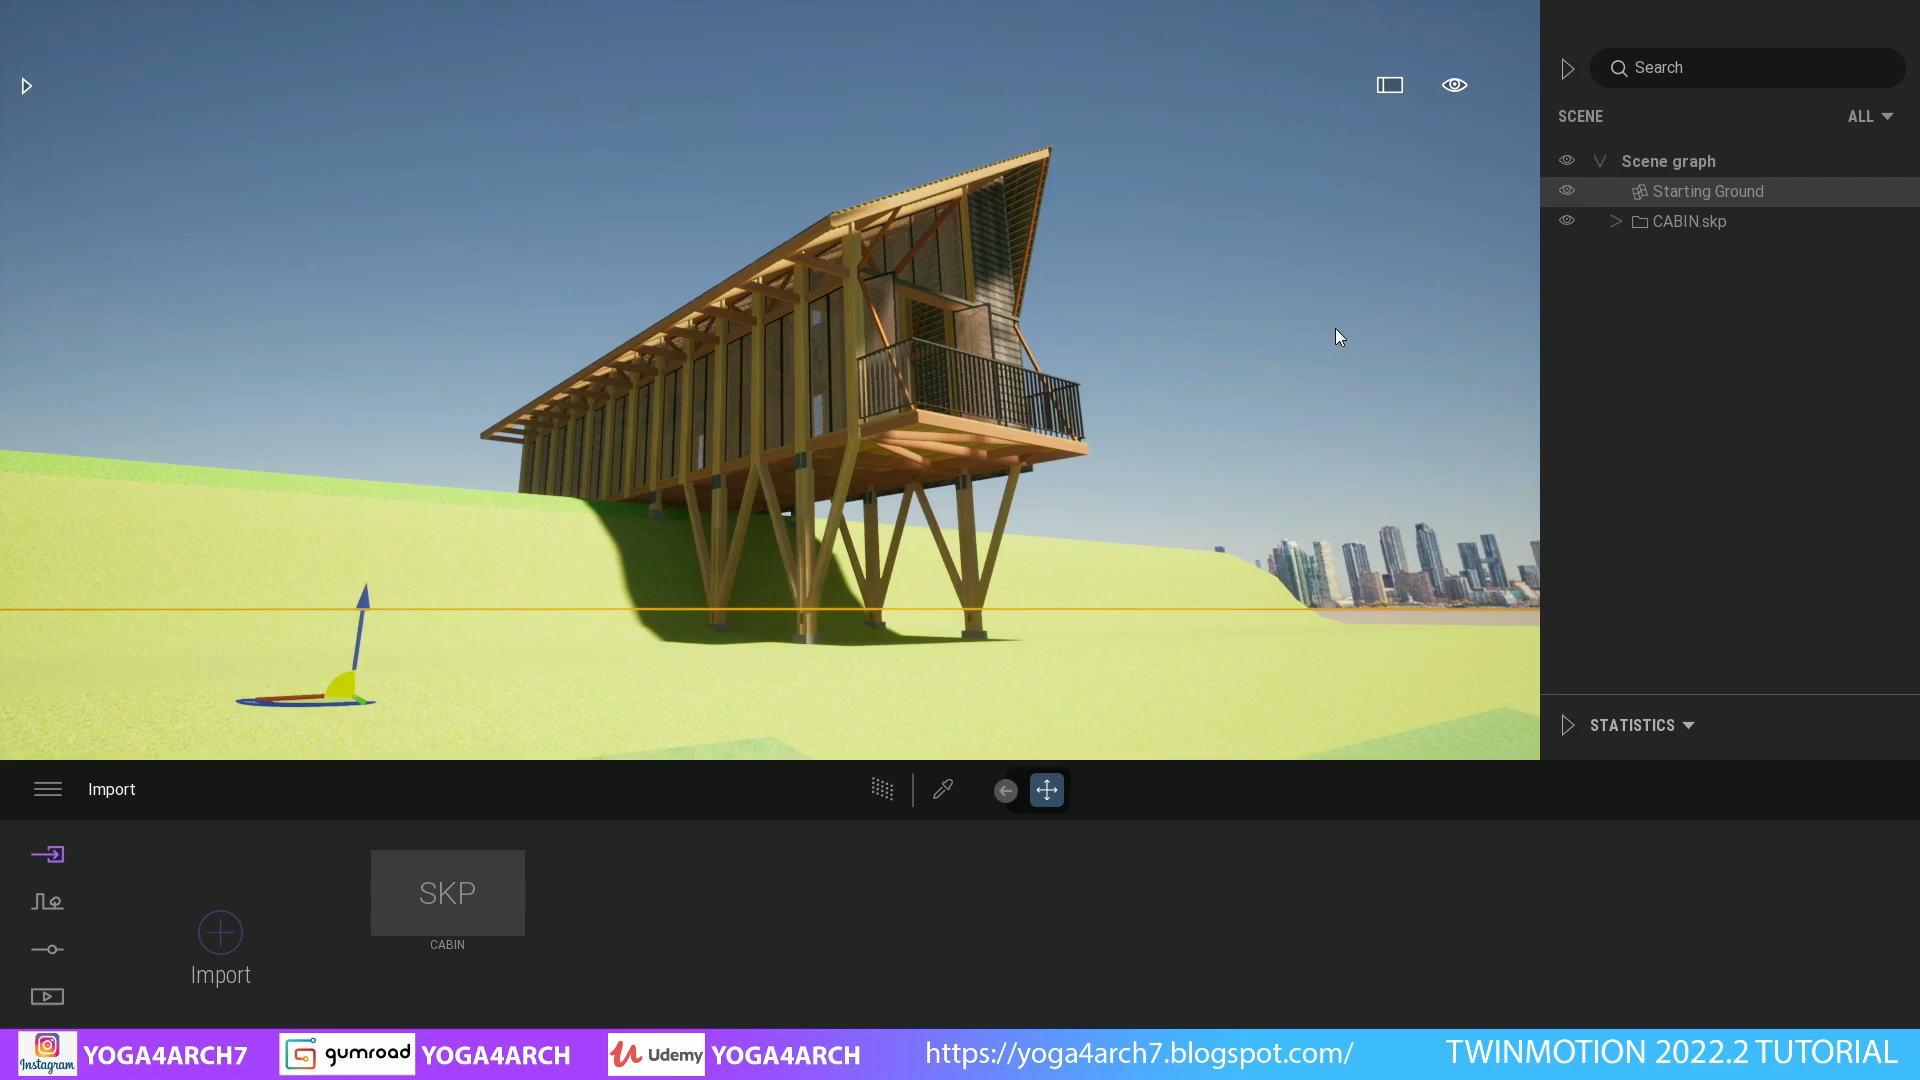 Search
SCENE
ALL
Scene graph
Starting Ground
CABIN.skp
STATISTICS
Import
SKP
CABIN
Import
Instagram YOGA4ARCH7 gumroad YOGA4ARCH Udemy YOGA4ARCH https://yoga4arch7.blogspot.com/ TWINMOTION 2022.2 TUTORIAL